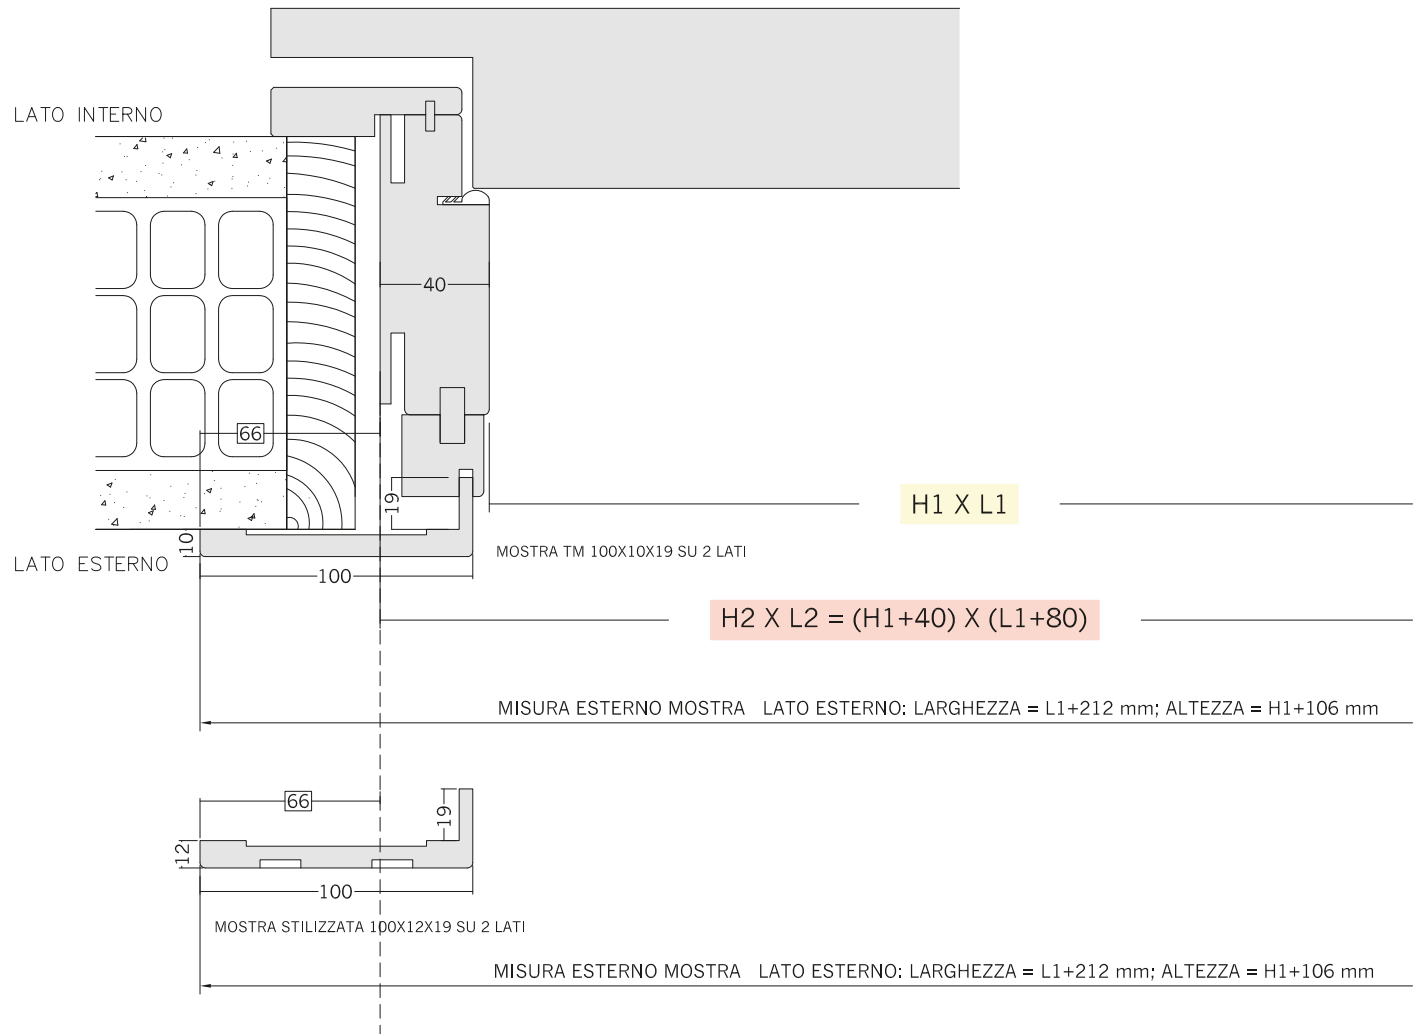 LATO INTERNO
40
66
19
H1 X L1
10
MOSTRA TM 100X10X19 SU 2 LATI
LATO ESTERNO
100
H2 X L2 = (H1+40) X (L1+80)
MISURA ESTERNO MOSTRA LATO ESTERNO: LARGHEZZA = L1+212 mm; ALTEZZA = H1+106 mm
66
19
12
100
MOSTRA STILIZZATA 100X12X19 SU 2 LATI
MISURA ESTERNO MOSTRA LATO ESTERNO: LARGHEZZA = L1+212 mm; ALTEZZA = H1+106 mm